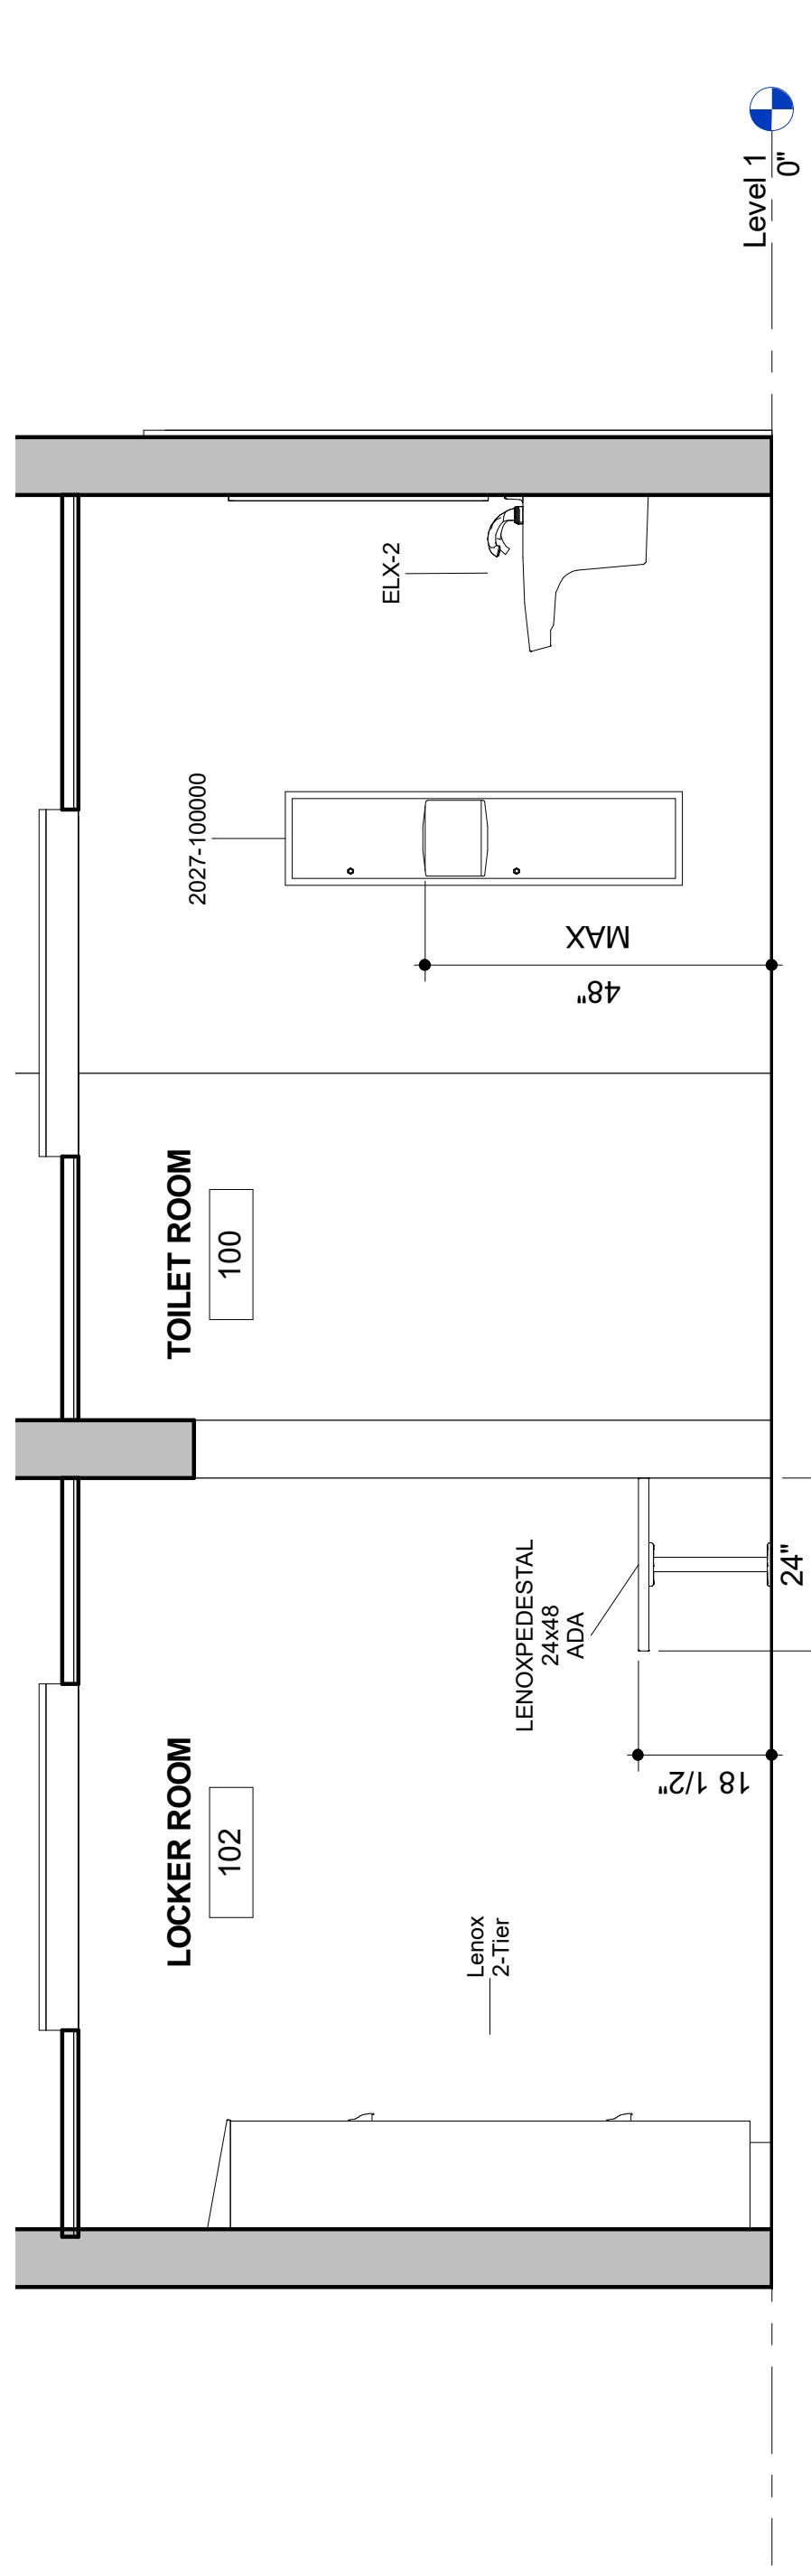 LOCKER ROOM
102
TOILET ROOM
100
2027-100000
ELX-2
Lenox
2-Tier
LENOXPEDESTAL
24x48
ADA
48"
MAX
18 1/2"
24"
Level 1
0"